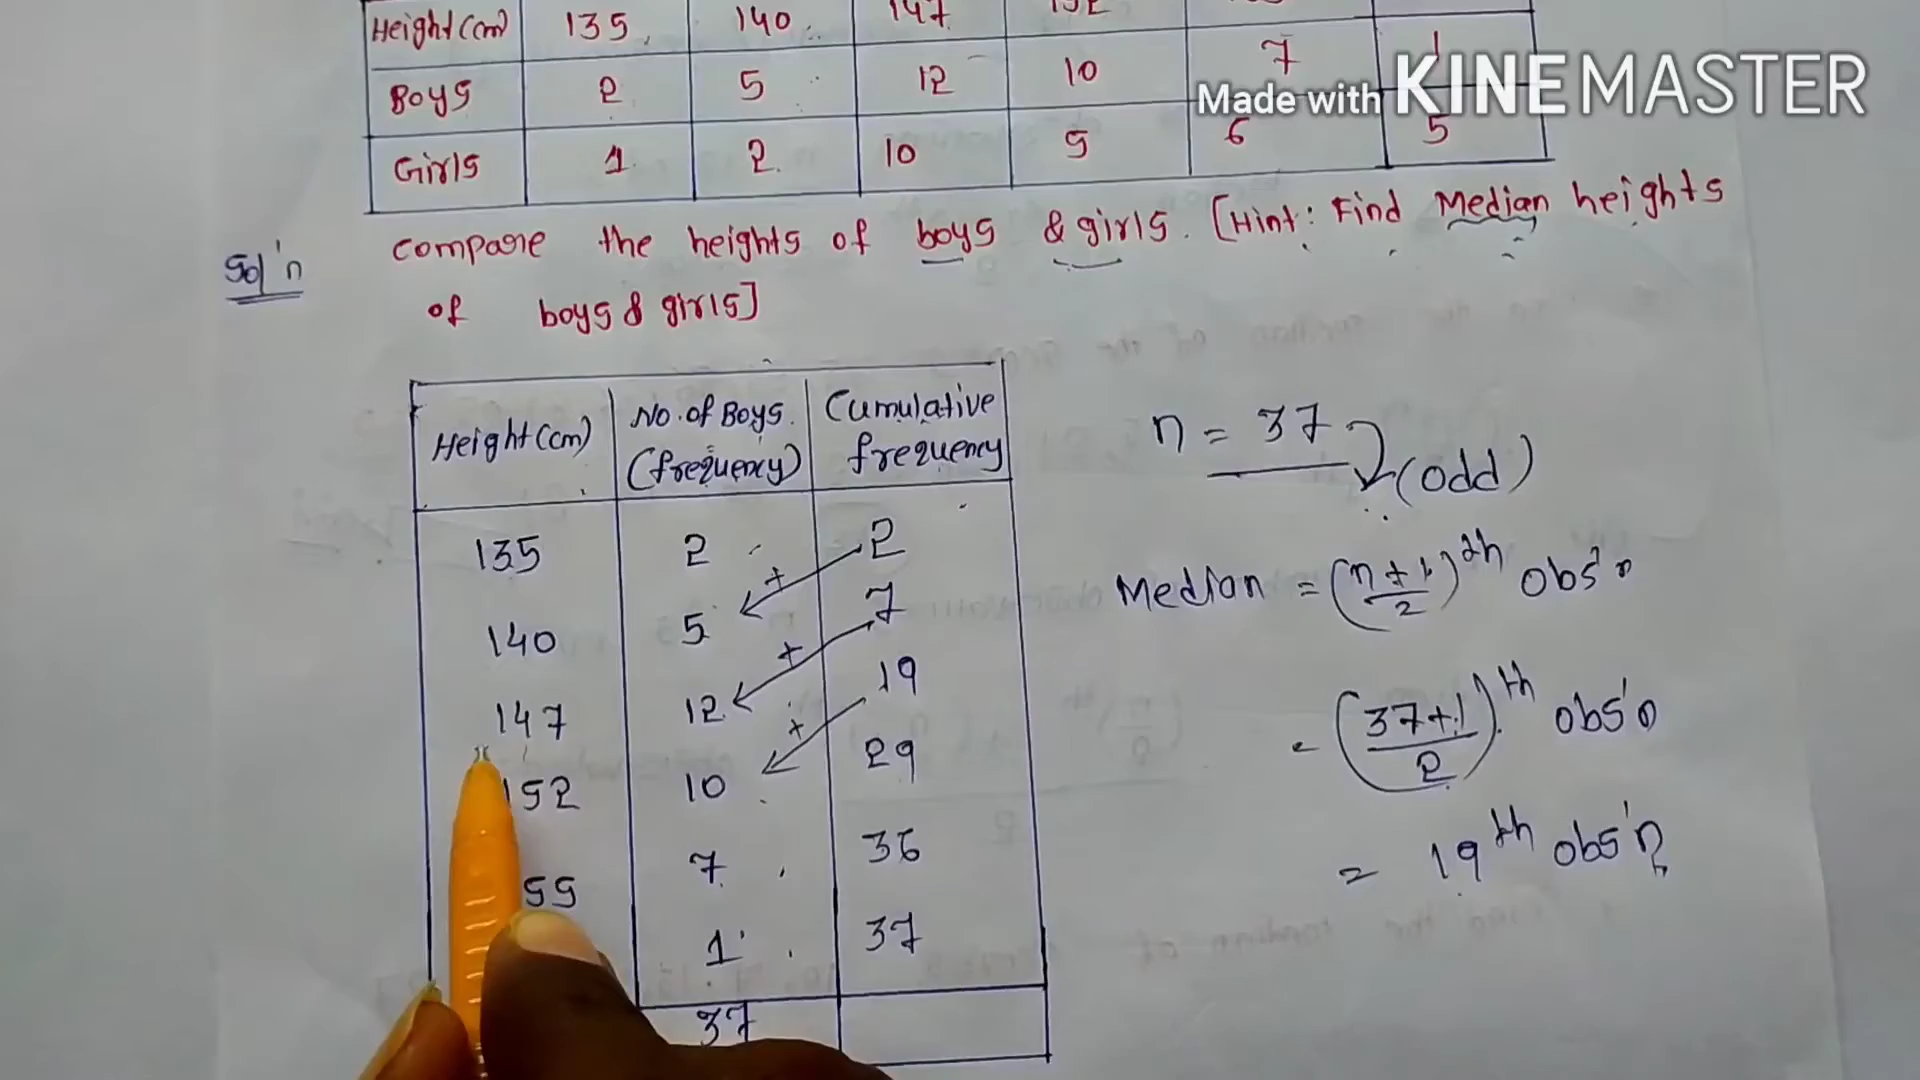 Height(cm) 135 140 147 152
Boys 2 5 12 10 7 1
Girls 1 2 10 5 6 5
Made with KINEMASTER
Sol'n compare the heights of boys & girls. [Hint: Find Median heights
of boys & girls]
Height(cm) No. of Boys (frequency) Cumulative frequency
135 2 2
140 5 7
147 12 19
152 10 29
55 7 36
1 37
37
n = 37 (odd)
Median = (n+1/2)th obs'n
= (37+1/2)th obs'n
= 19th obs'n